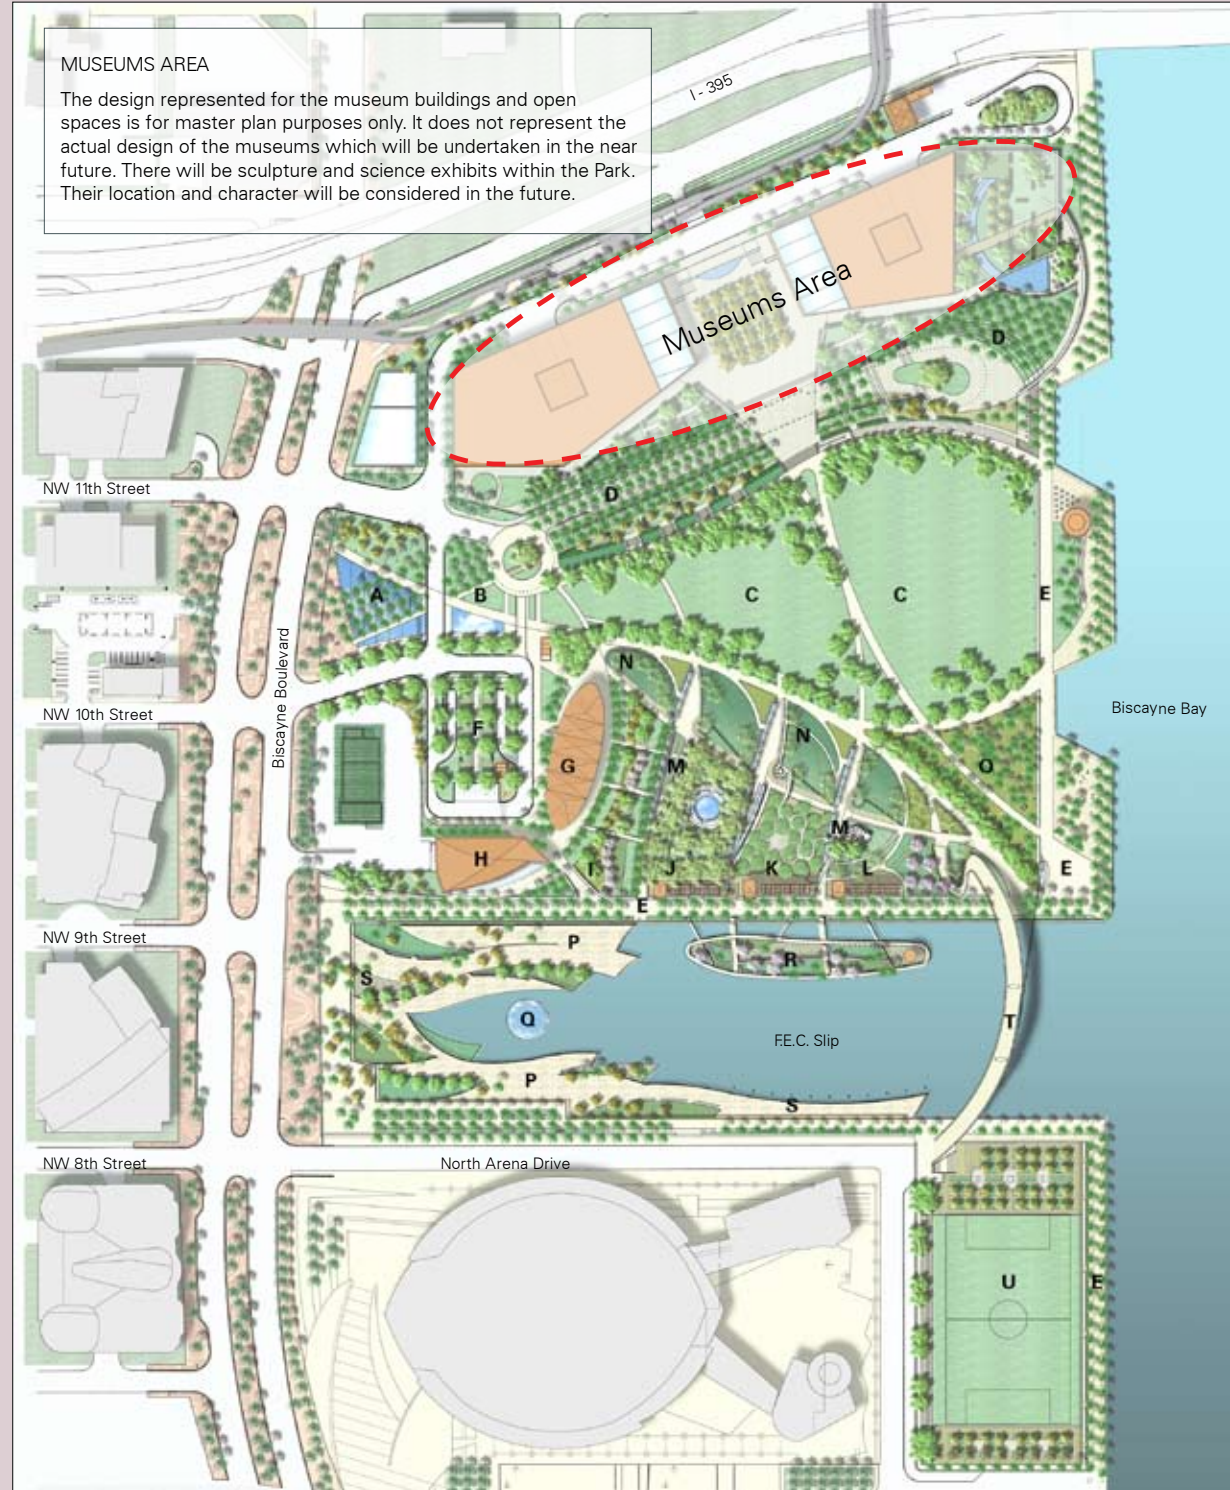 MUSEUMS AREA
The design represented for the museum buildings and open
spaces is for master plan purposes only. It does not represent the
actual design of the museums which will be undertaken in the near
future. There will be sculpture and science exhibits within the Park.
Their location and character will be considered in the future.
I - 395
Museums Area
D
NW 11th Street
D
A
B
C
C
E
Biscayne Boulevard
N
NW 10th Street
Biscayne Bay
F
N
G
M
O
M
H
I
J
K
L
E
E
NW 9th Street
P
R
S
Q
T
F.E.C. Slip
P
S
NW 8th Street
North Arena Drive
U
E